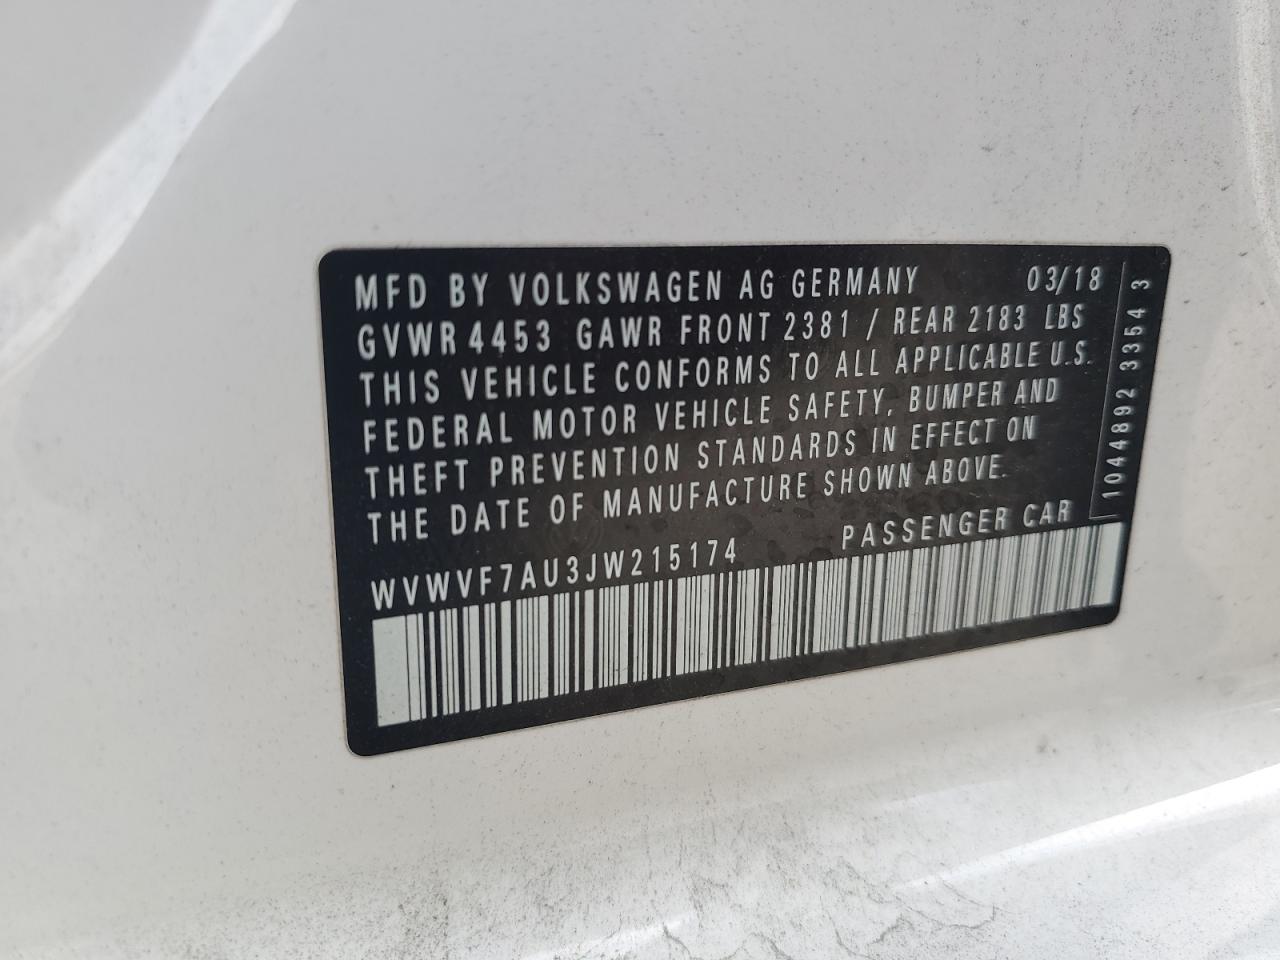 MFD BY VOLKSWAGEN AG GERMANY 03/18
GVWR 4453 GAWR FRONT 2381 / REAR 2183 LBS
THIS VEHICLE CONFORMS TO ALL APPLICABLE U.S.
FEDERAL MOTOR VEHICLE SAFETY, BUMPER AND
THEFT PREVENTION STANDARDS IN EFFECT ON
THE DATE OF MANUFACTURE SHOWN ABOVE.
WVWVF7AU3JW215174 PASSENGER CAR
1044892 3354 3